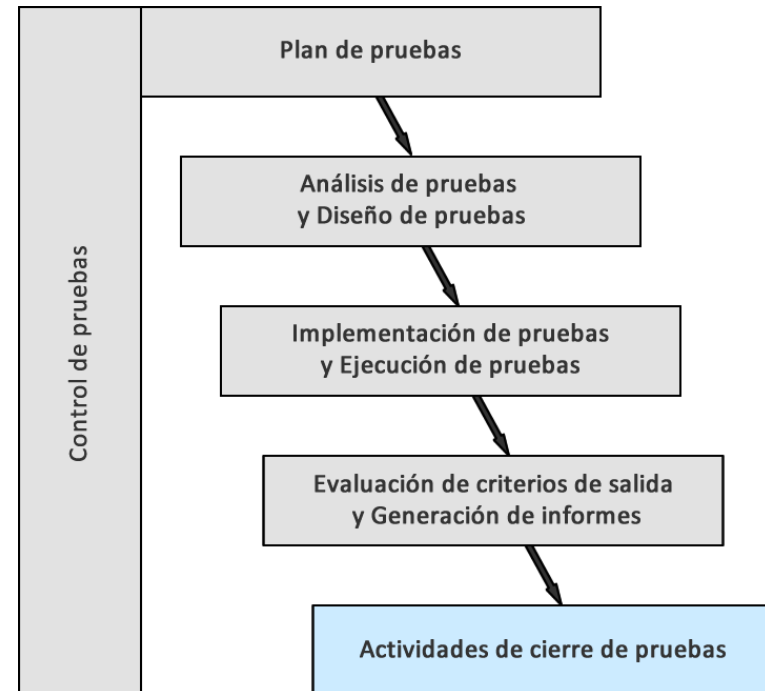 Plan de pruebas
Análisis de pruebas
y Diseño de pruebas
Implementación de pruebas
y Ejecución de pruebas
Evaluación de criterios de salida
y Generación de informes
Actividades de cierre de pruebas
Control de pruebas